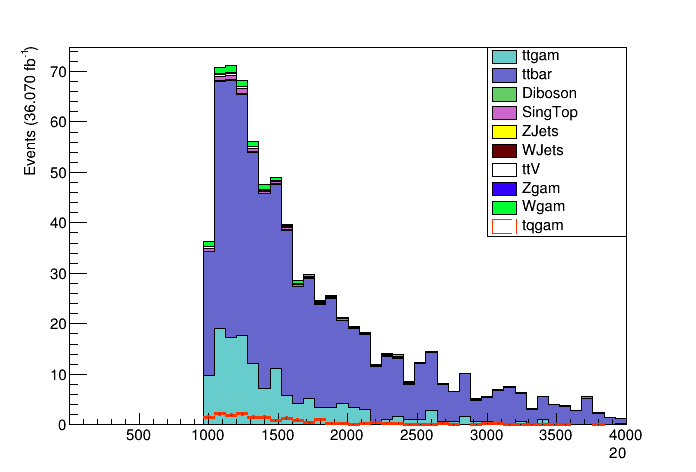 Events (36.070 fb⁻¹)
70
60
50
40
30
20
10
0
ttgam
ttbar
Diboson
SingTop
ZJets
WJets
ttV
Zgam
Wgam
tqgam
500 1000 1500 2000 2500 3000 3500 4000
20